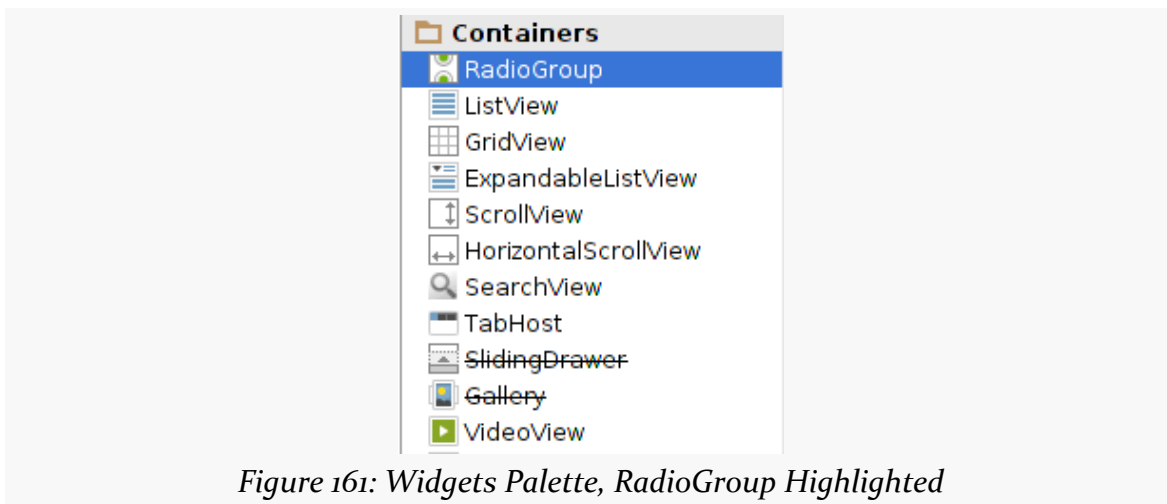 Containers
RadioGroup
ListView
GridView
ExpandableListView
ScrollView
HorizontalScrollView
SearchView
TabHost
SlidingDrawer
Gallery
VideoView
Figure 161: Widgets Palette, RadioGroup Highlighted